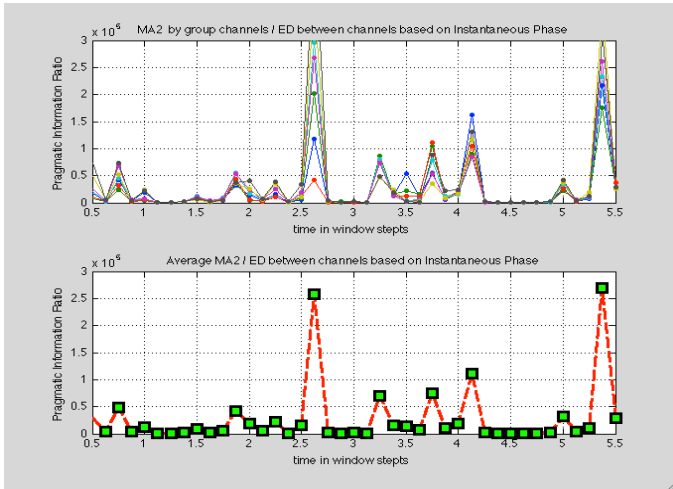 x 10^6
MA2 by group channels / ED between channels based on Instantaneous Phase
3
2.5
2
1.5
1
0.5
0
Pragmatic Information Ratio
0.5 1 1.5 2 2.5 3 3.5 4 4.5 5 5.5
time in window stepts
x 10^6
Average MA2 / ED between channels based on Instantaneous Phase
3
2.5
2
1.5
1
0.5
0
Pragmatic Information Ratio
0.5 1 1.5 2 2.5 3 3.5 4 4.5 5 5.5
time in window stepts